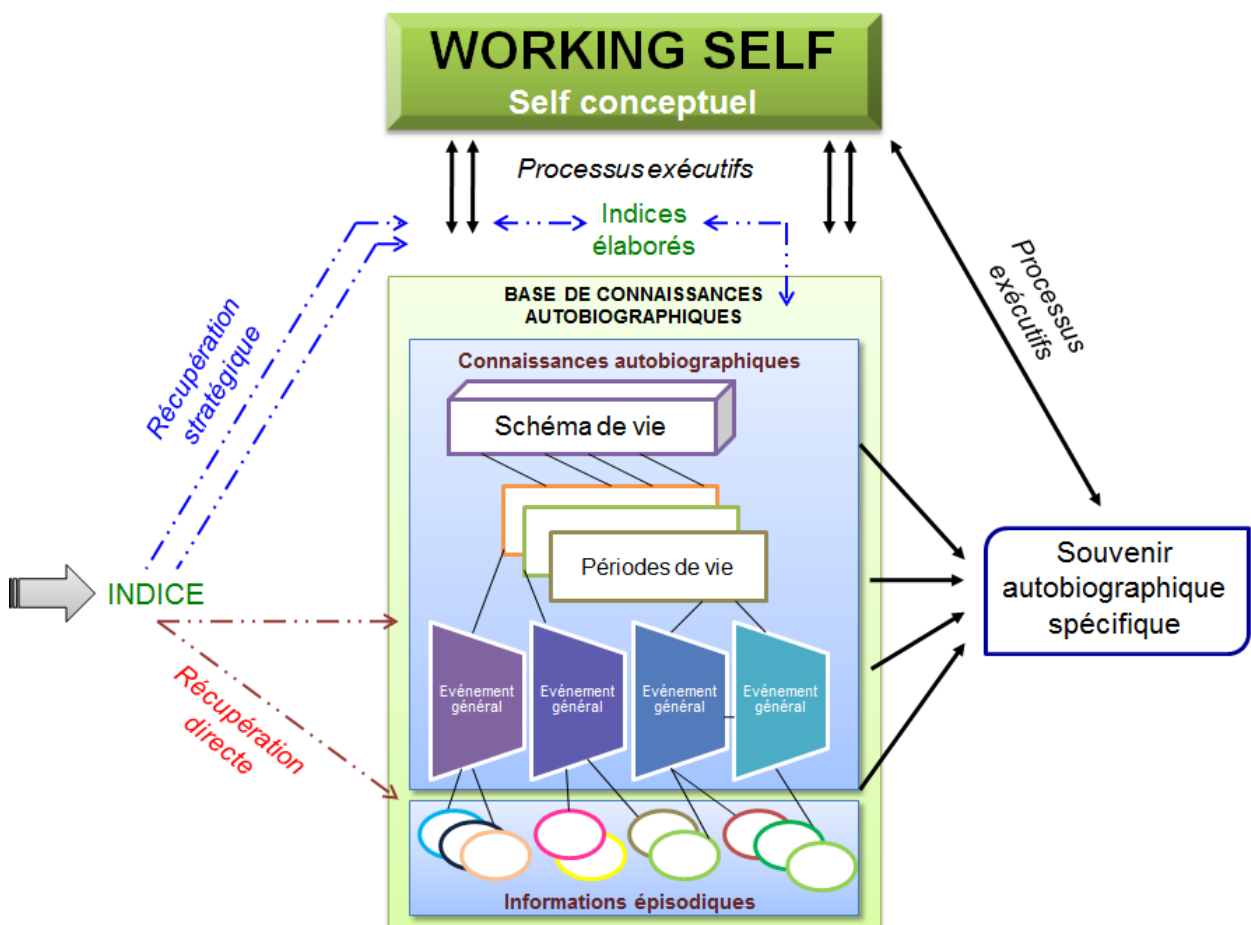 WORKING SELF
Self conceptuel
Processus exécutifs
Indices
élaborés
Processus
exécutifs
Récupération
stratégique
BASE DE CONNAISSANCES
AUTOBIOGRAPHIQUES
Connaissances autobiographiques
Schéma de vie
Périodes de vie
Souvenir
autobiographique
spécifique
INDICE
Récupération
directe
Evénement
général
Evénement
général
Evénement
général
Evénement
général
Informations épisodiques